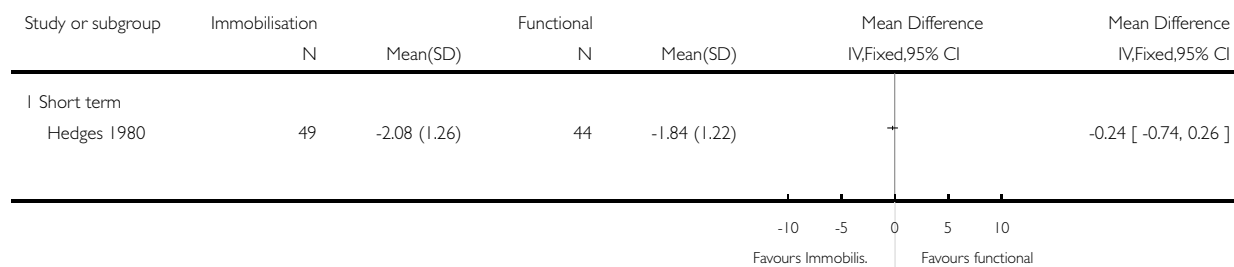 Study or subgroup Immobilisation Functional Mean Difference Mean Difference
N Mean(SD) N Mean(SD) IV,Fixed,95% CI IV,Fixed,95% CI
1 Short term
Hedges 1980 49 -2.08 (1.26) 44 -1.84 (1.22) -0.24 [ -0.74, 0.26 ]
-10 -5 0 5 10
Favours Immobilis. Favours functional